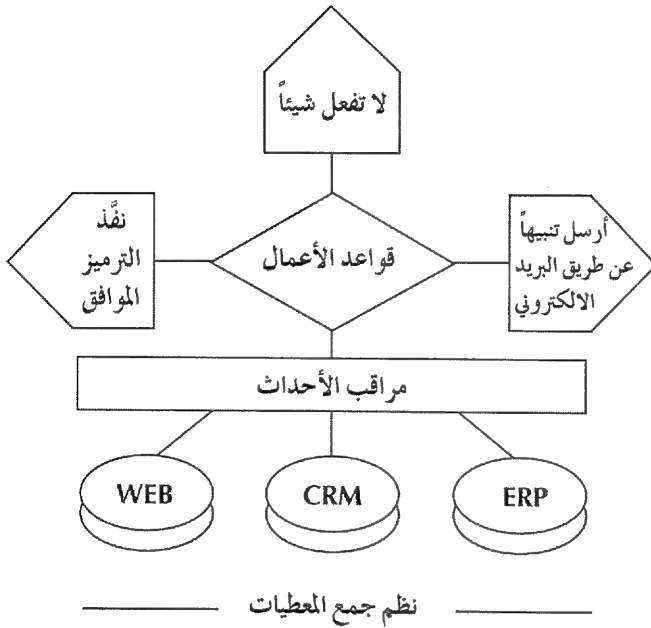 لا تفعل شيئاً
أرسل تنبيهاً
عن طريق البريد
الالكتروني
قواعد الأعمال
نفَّذ
الترميز
الموافق
مراقب الأحداث
WEB
CRM
ERP
نظم جمع المعطيات